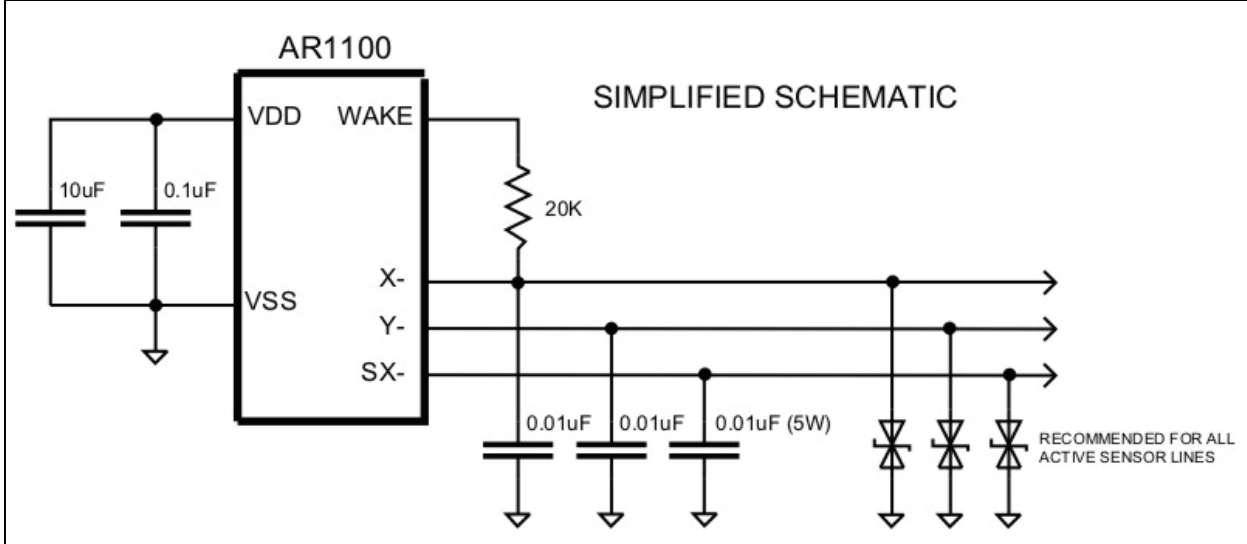 AR1100
SIMPLIFIED SCHEMATIC
VDD
WAKE
10uF
0.1uF
20K
X-
VSS
Y-
SX-
0.01uF
0.01uF
0.01uF (5W)
RECOMMENDED FOR ALL
ACTIVE SENSOR LINES